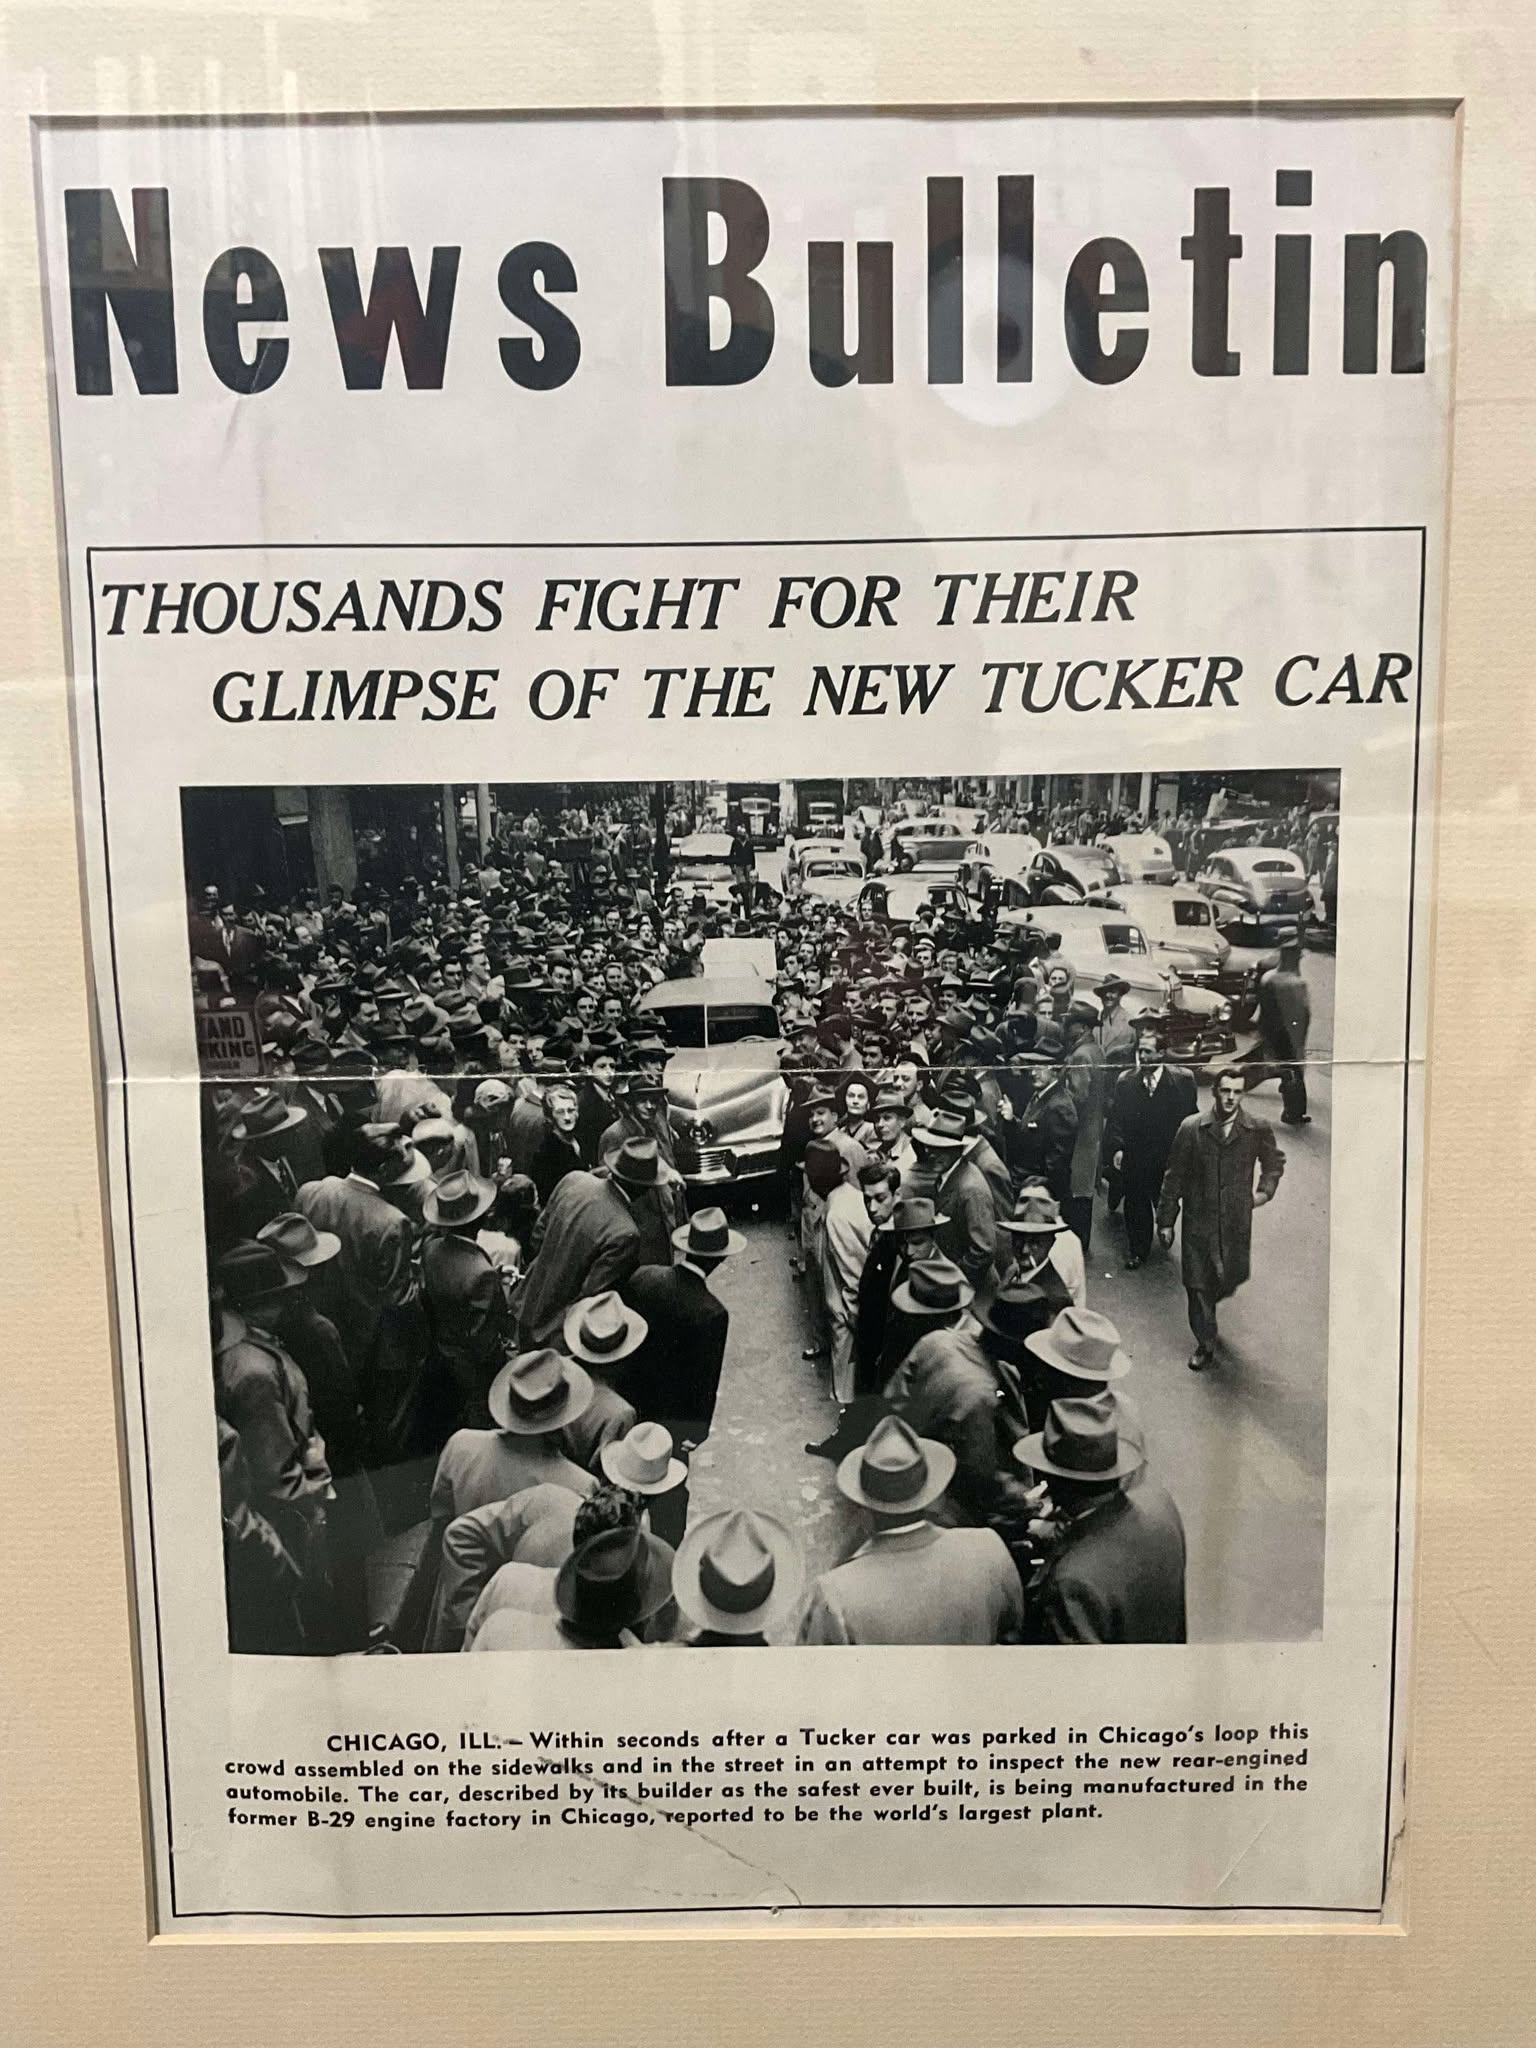 News Bulletin
THOUSANDS FIGHT FOR THEIR
GLIMPSE OF THE NEW TUCKER CAR
CHICAGO, ILL. – Within seconds after a Tucker car was parked in Chicago's loop this
crowd assembled on the sidewalks and in the street in an attempt to inspect the new rear-engined
automobile. The car, described by its builder as the safest ever built, is being manufactured in the
former B-29 engine factory in Chicago, reported to be the world's largest plant.